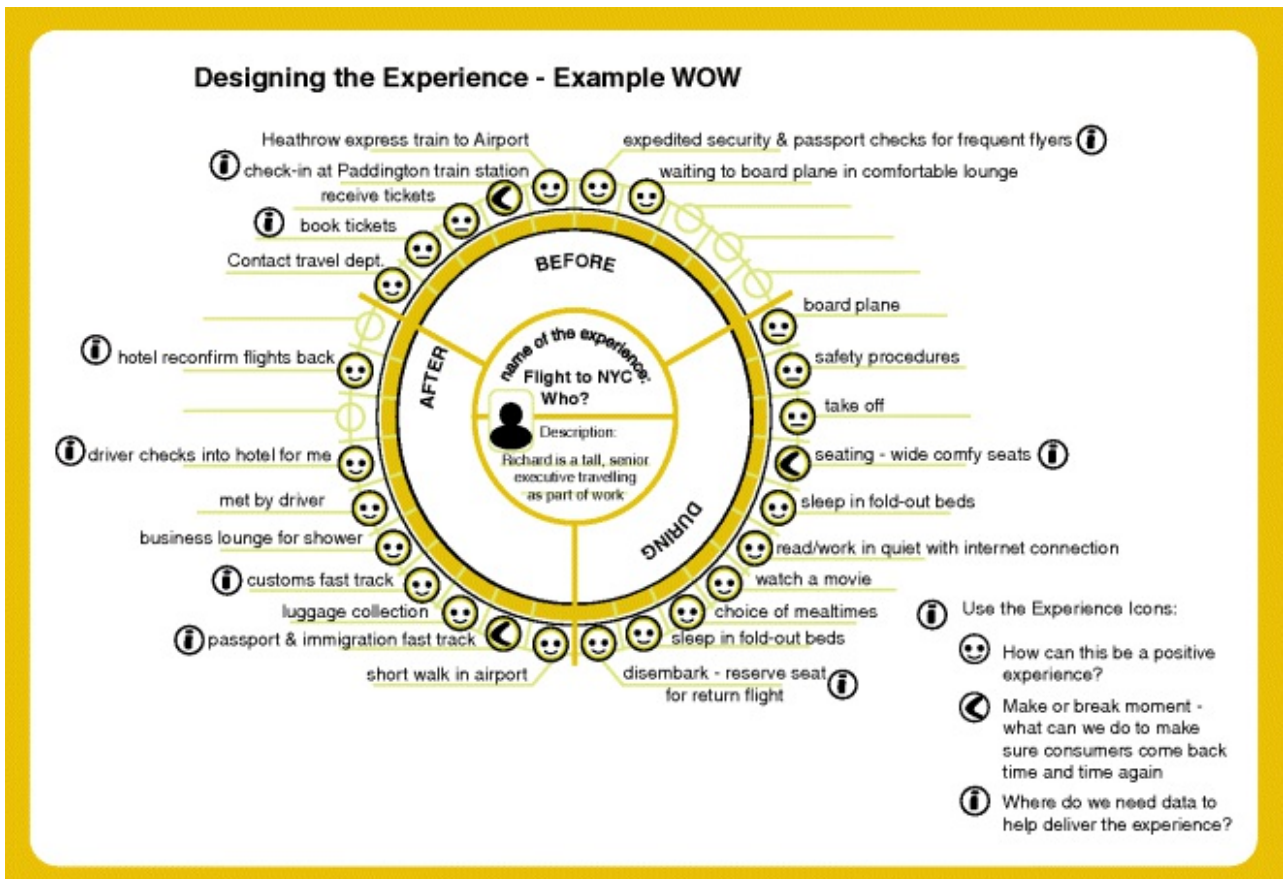 Designing the Experience - Example WOW
Heathrow express train to Airport
check-in at Paddington train station
receive tickets
book tickets
Contact travel dept.
expedited security & passport checks for frequent flyers
waiting to board plane in comfortable lounge
BEFORE
board plane
safety procedures
take off
seating - wide comfy seats
sleep in fold-out beds
read/work in quiet with internet connection
watch a movie
choice of mealtimes
sleep in fold-out beds
disembark - reserve seat
for return flight
DURING
hotel reconfirm flights back
driver checks into hotel for me
met by driver
business lounge for shower
customs fast track
luggage collection
passport & immigration fast track
short walk in airport
AFTER
name of the experience:
Flight to NYC
Who?
Description:
Richard is a tall, senior
executive travelling
as part of work
Use the Experience Icons:
How can this be a positive
experience?
Make or break moment -
what can we do to make
sure consumers come back
time and time again
Where do we need data to
help deliver the experience?